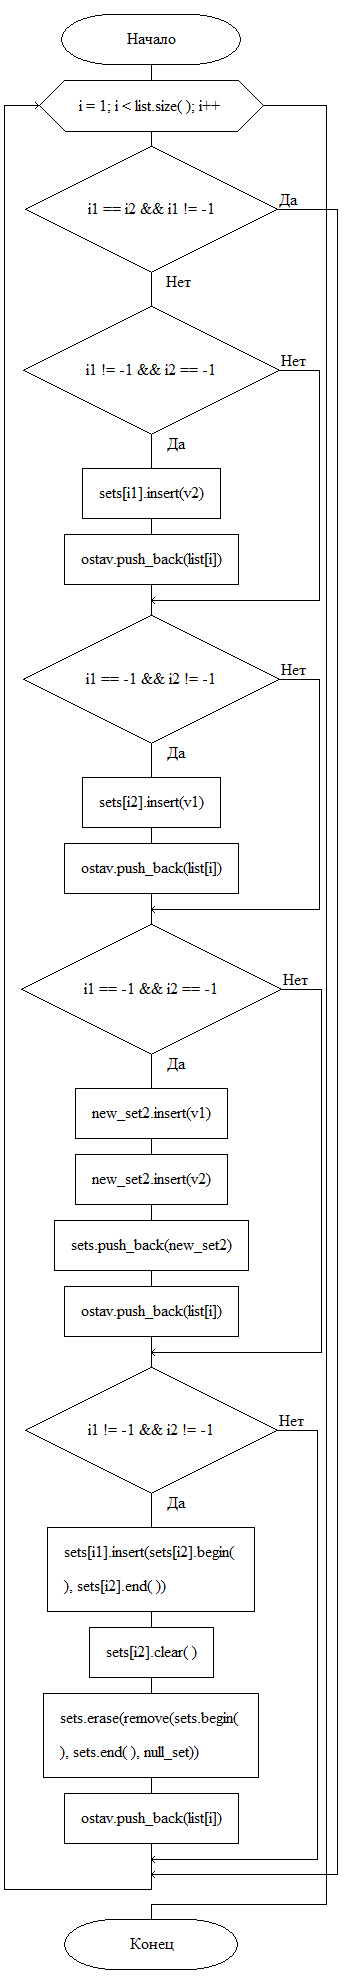 Начало
i = 1; i < list.size( ); i++
i1 == i2 && i1 != -1
Да
Нет
i1 != -1 && i2 == -1
Нет
Да
sets[i1].insert(v2)
ostav.push_back(list[i])
i1 == -1 && i2 != -1
Нет
Да
sets[i2].insert(v1)
ostav.push_back(list[i])
i1 == -1 && i2 == -1
Нет
Да
new_set2.insert(v1)
new_set2.insert(v2)
sets.push_back(new_set2)
ostav.push_back(list[i])
i1 != -1 && i2 != -1
Нет
Да
sets[i1].insert(sets[i2].begin(
), sets[i2].end( ))
sets[i2].clear( )
sets.erase(remove(sets.begin(
), sets.end( ), null_set))
ostav.push_back(list[i])
Конец